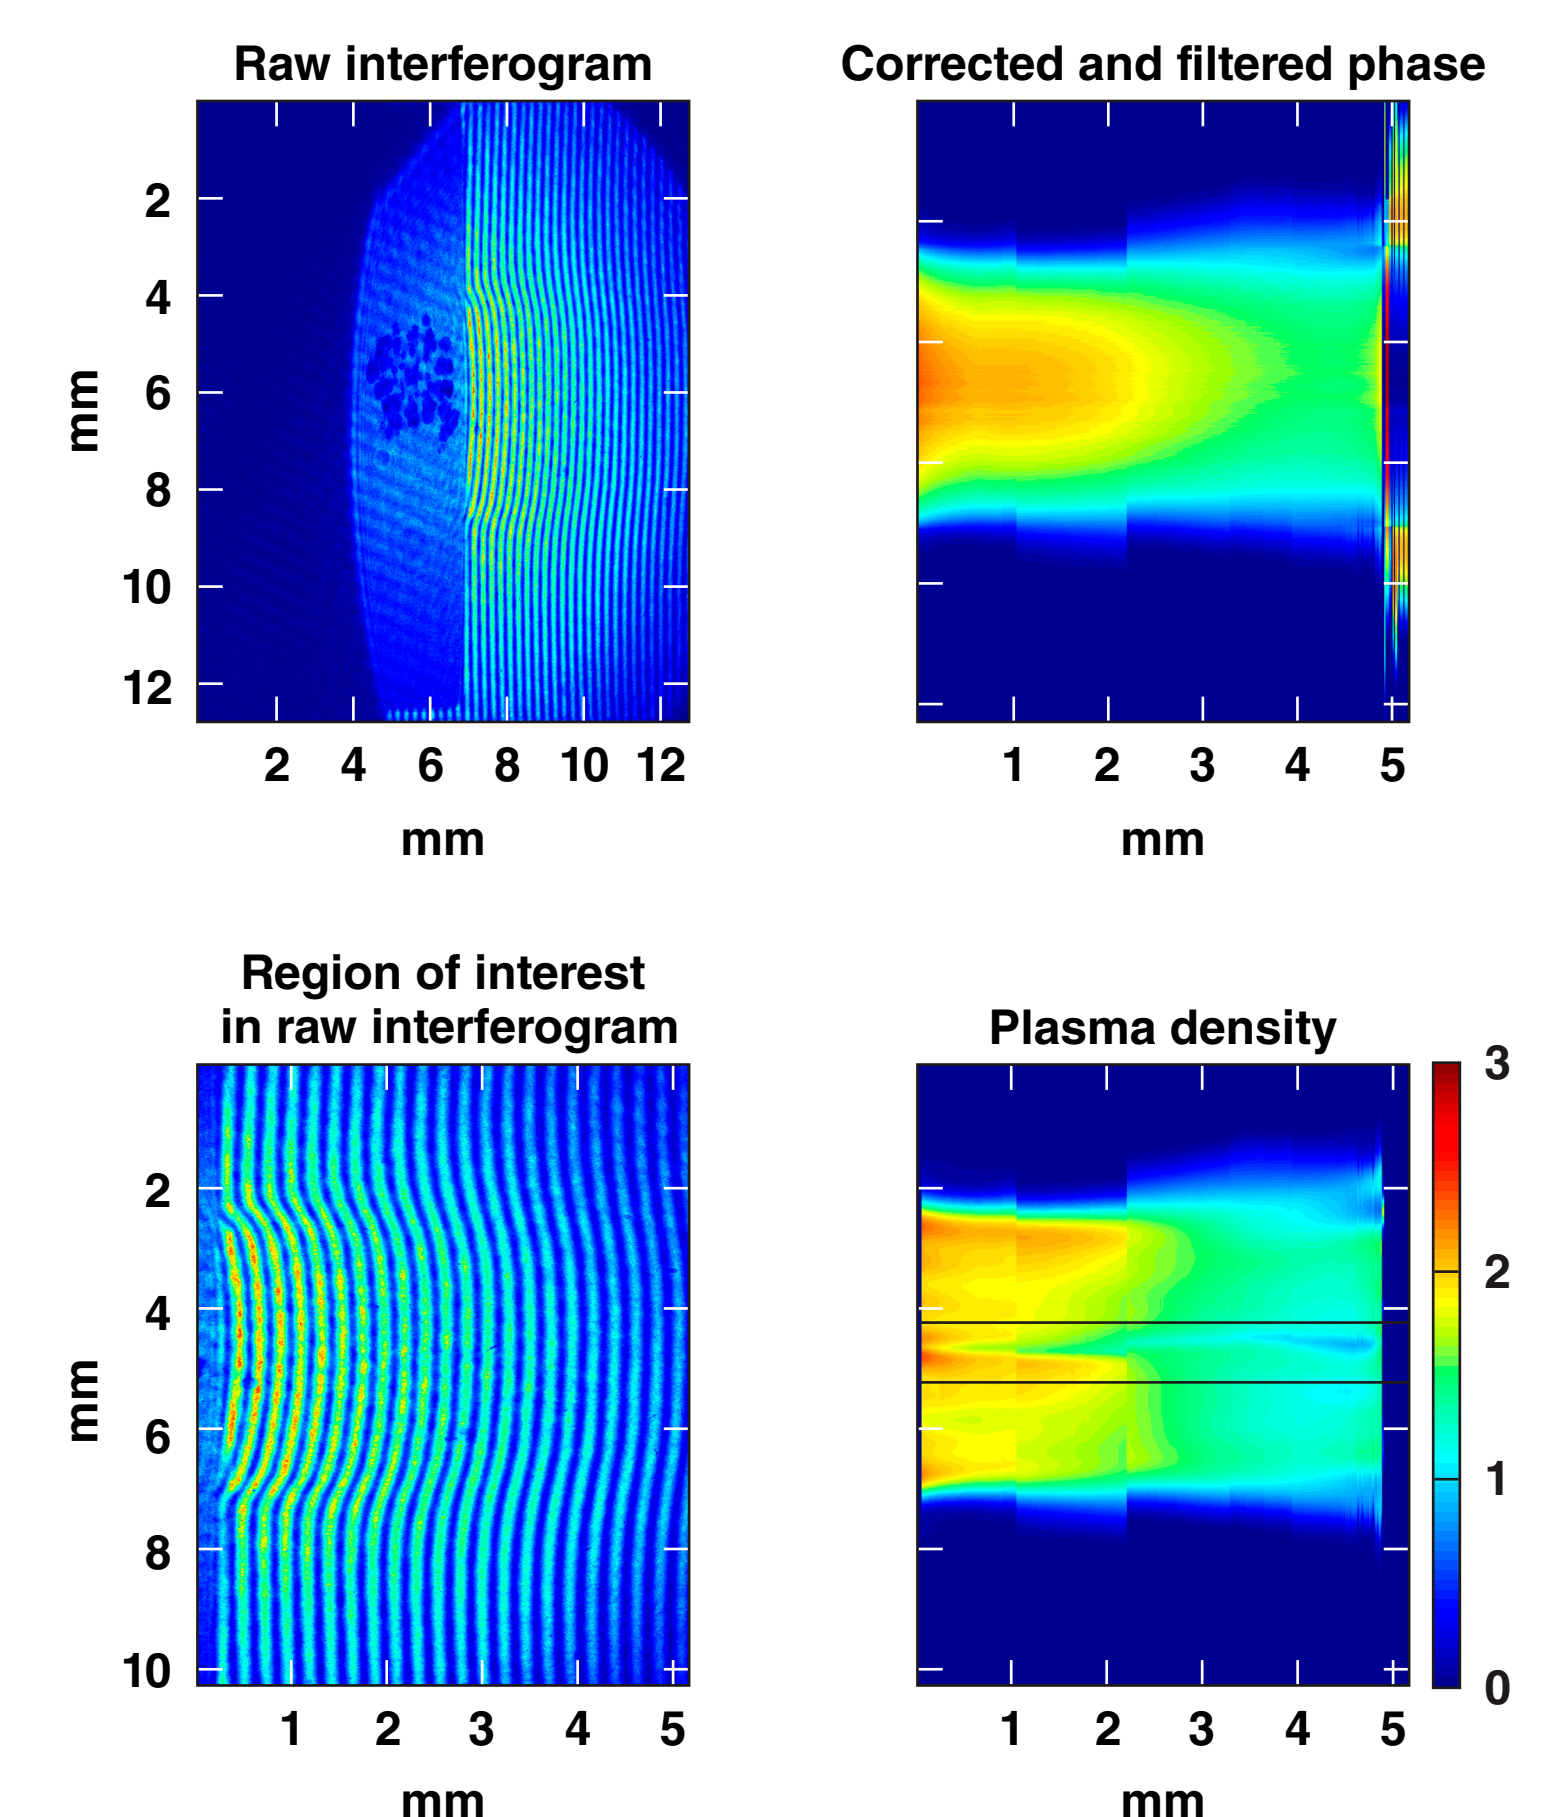 Raw interferogram
Corrected and filtered phase
mm
2
4
6
8
10
12
2 4 6 8 10 12
mm
1 2 3 4 5
mm
Region of interest
in raw interferogram
Plasma density
mm
2
4
6
8
10
1 2 3 4 5
mm
1 2 3 4 5
mm
3
2
1
0